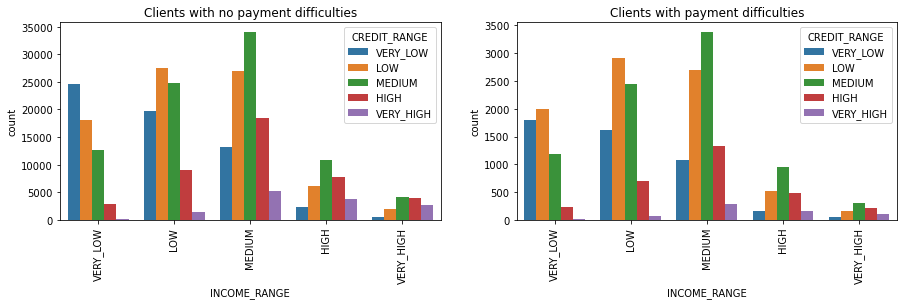 Clients with no payment difficulties
count
35000
30000
25000
20000
15000
10000
5000
0
CREDIT_RANGE
VERY_LOW
LOW
MEDIUM
HIGH
VERY_HIGH
VERY_LOW
LOW
MEDIUM
HIGH
VERY_HIGH
INCOME_RANGE
Clients with payment difficulties
count
3500
3000
2500
2000
1500
1000
500
0
CREDIT_RANGE
VERY_LOW
LOW
MEDIUM
HIGH
VERY_HIGH
VERY_LOW
LOW
MEDIUM
HIGH
VERY_HIGH
INCOME_RANGE